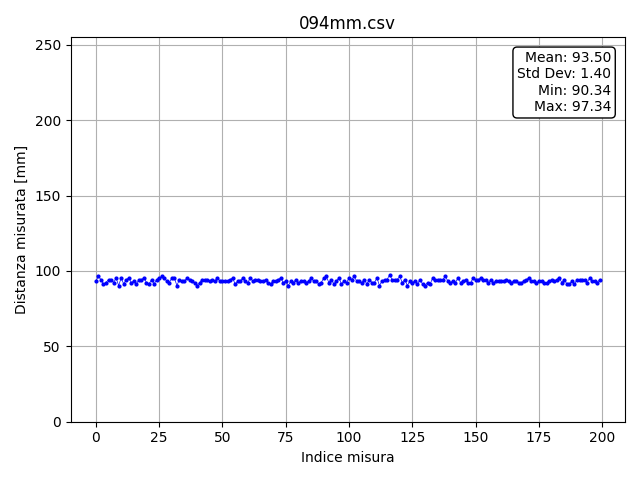 094mm.csv
Mean: 93.50
Std Dev: 1.40
Min: 90.34
Max: 97.34
Distanza misurata [mm]
250
200
150
100
50
0
0 25 50 75 100 125 150 175 200
Indice misura